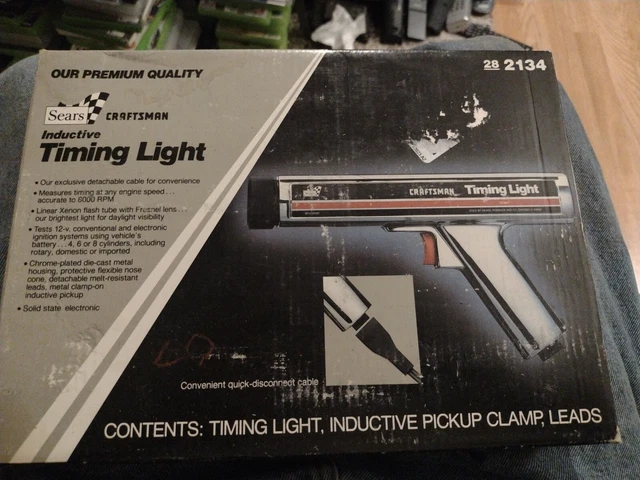 OUR PREMIUM QUALITY
28 2134
Sears CRAFTSMAN
Inductive
Timing Light
• Our exclusive detachable cable for convenience
• Measures timing at any engine speed...
accurate to 6000 RPM
• Linear Xenon flash tube with Fresnel lens...
our brightest light for daylight visibility
• Tests 12-v. conventional and electronic
ignition systems using vehicle's
battery...4, 6 or 8 cylinders, including
rotary, domestic or imported
• Chrome-plated die-cast metal
housing, protective flexible nose
cone, detachable melt-resistant
leads, metal clamp-on
inductive pickup
• Solid state electronic
CRAFTSMAN Timing Light
Convenient quick-disconnect cable
CONTENTS: TIMING LIGHT, INDUCTIVE PICKUP CLAMP, LEADS